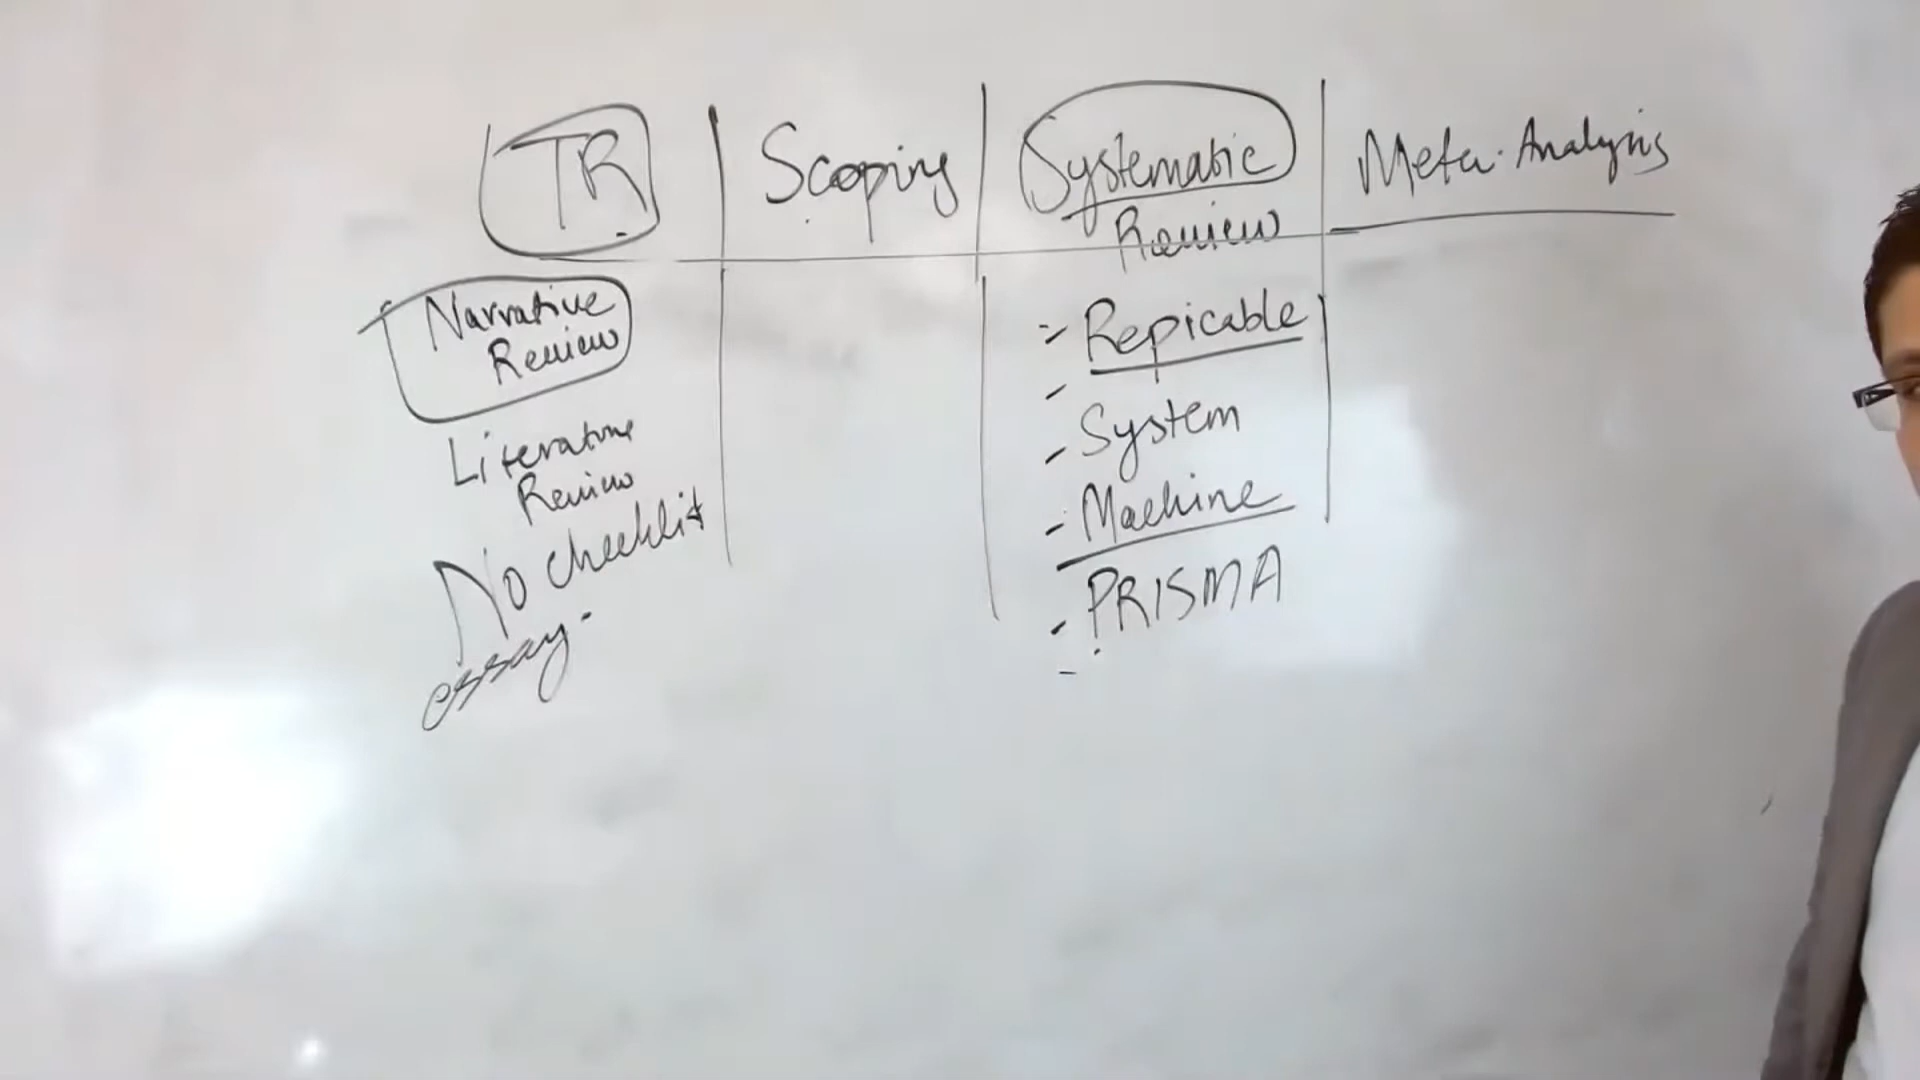 TR
Scoping
Systematic
Review
Meta-Analysis
Narrative
Review
Literature
Review
No checklist
essay-
- Repicable
-
- System
- Machine
- PRISMA
-